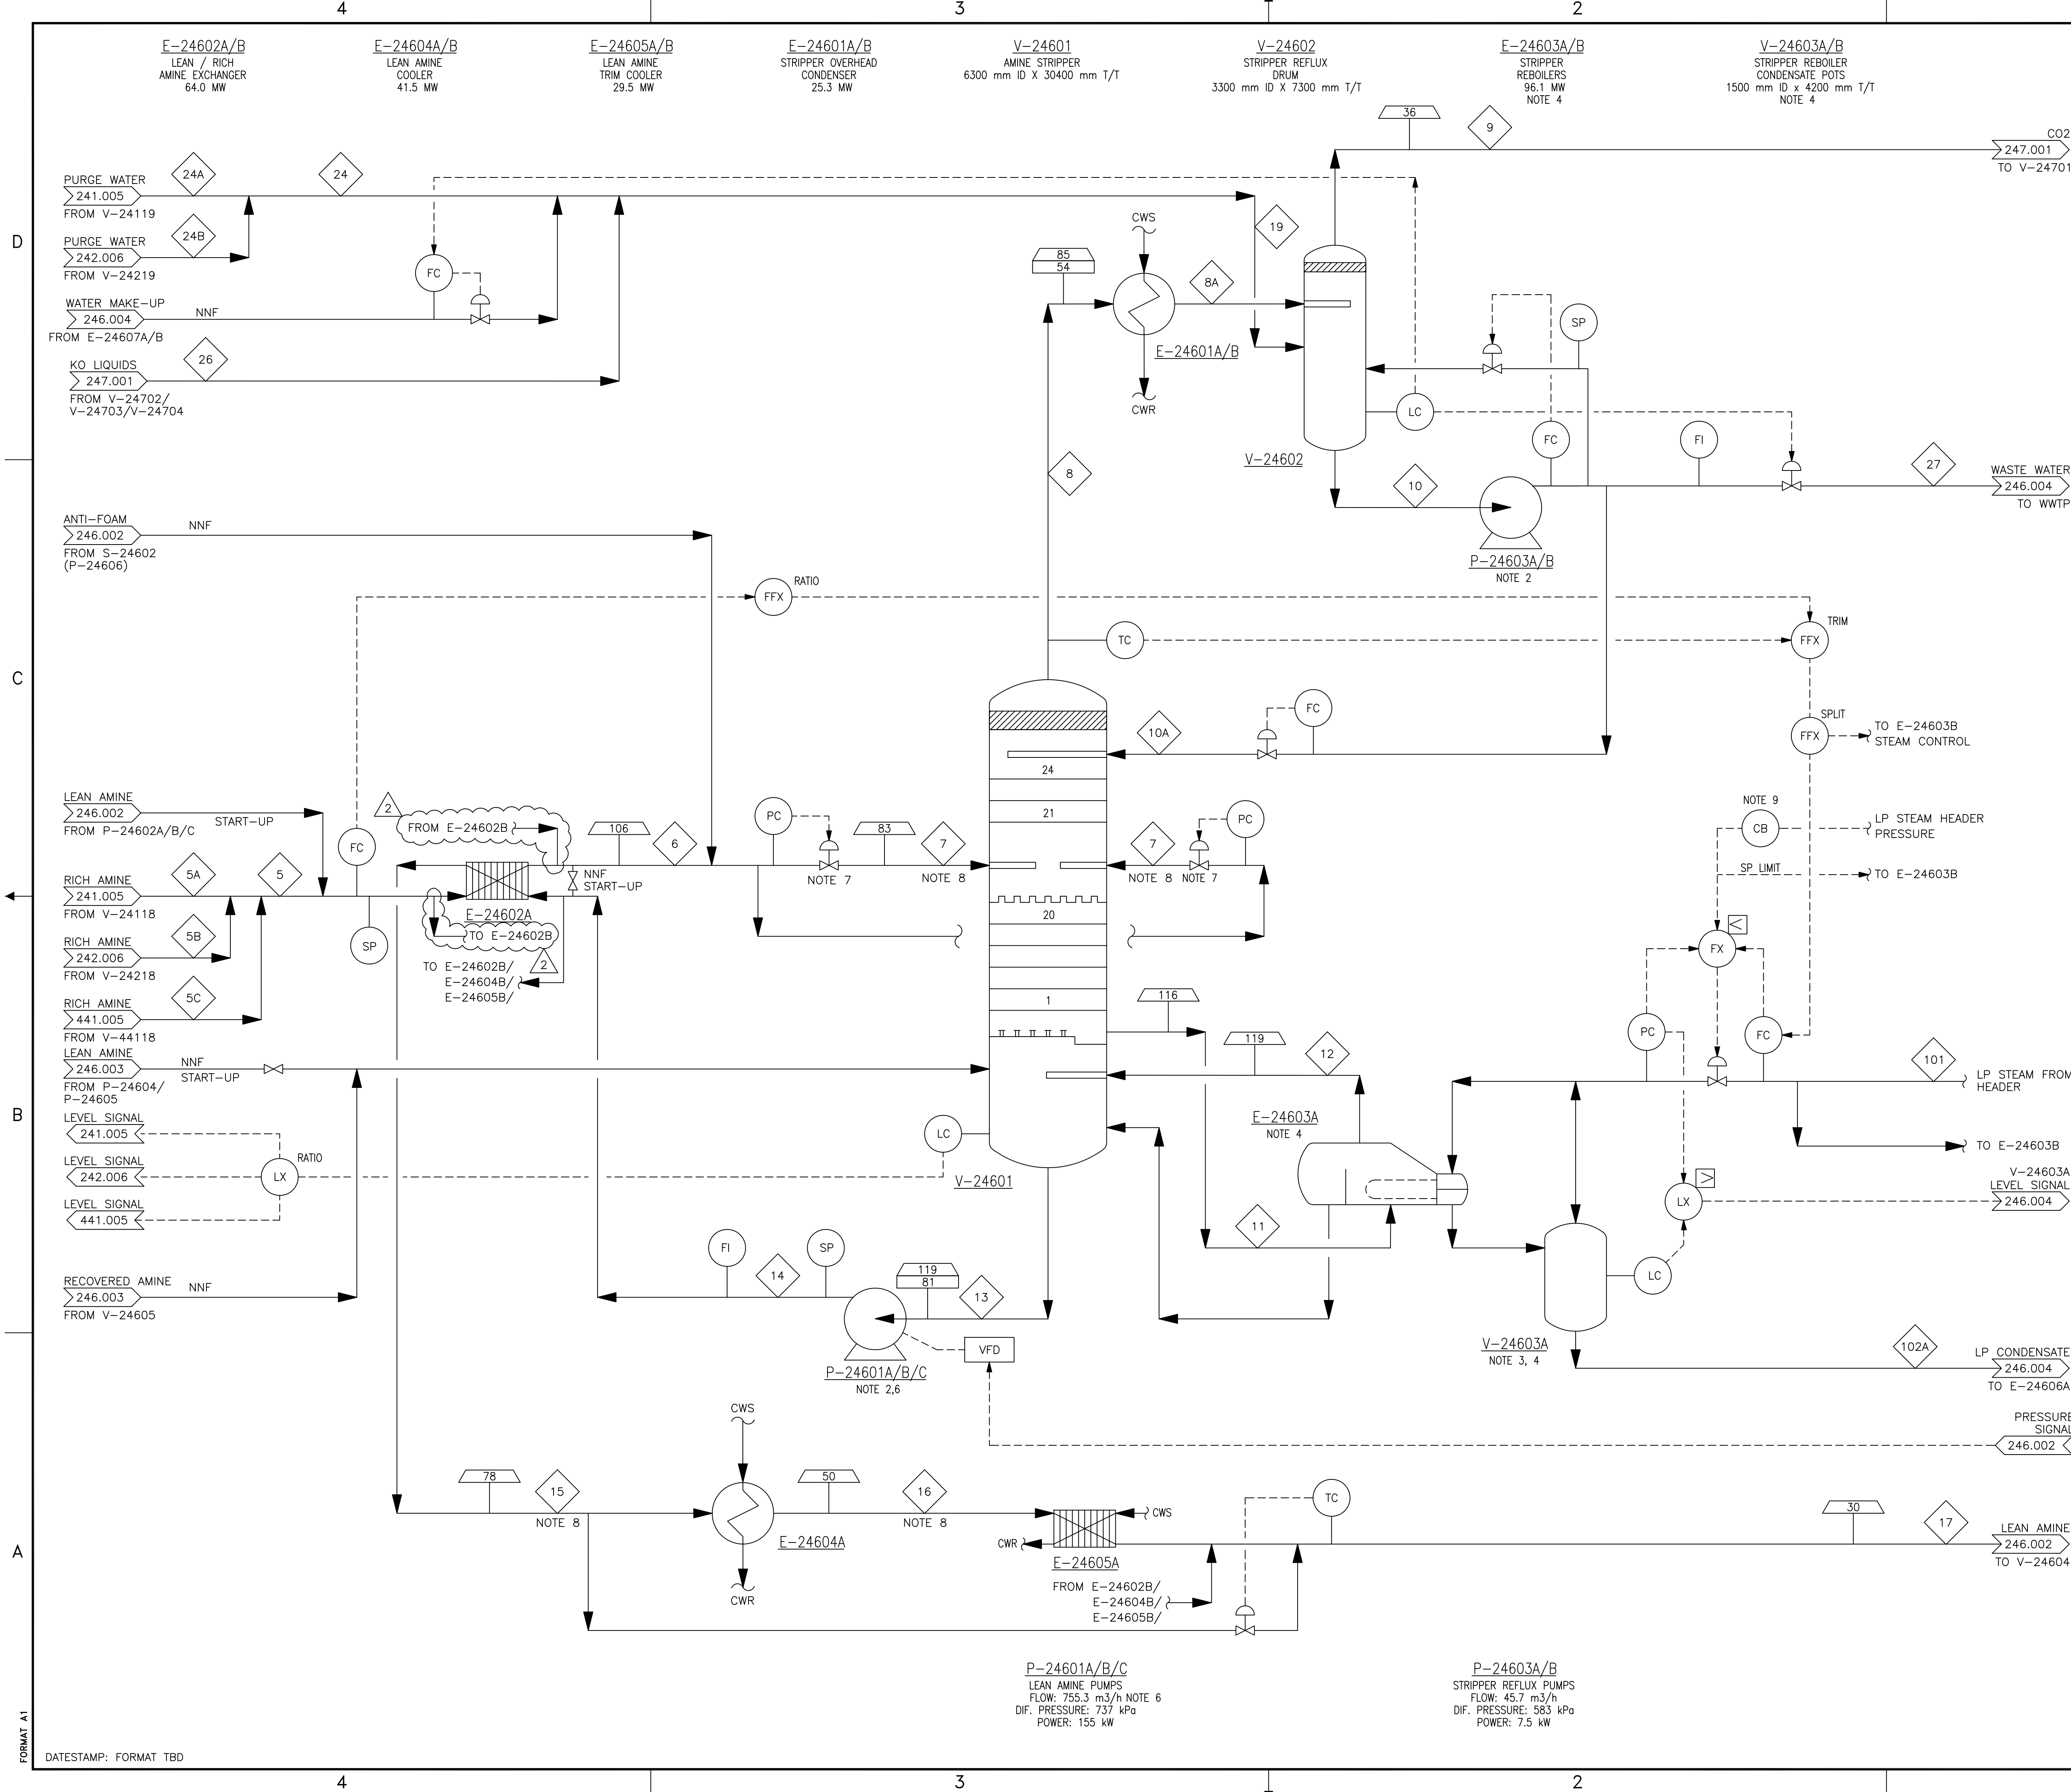 4
3
2
E-24602A/B
LEAN / RICH
AMINE EXCHANGER
64.0 MW
E-24604A/B
LEAN AMINE
COOLER
41.5 MW
E-24605A/B
LEAN AMINE
TRIM COOLER
29.5 MW
E-24601A/B
STRIPPER OVERHEAD
CONDENSER
25.3 MW
V-24601
AMINE STRIPPER
6300 mm ID X 30400 mm T/T
V-24602
STRIPPER REFLUX
DRUM
3300 mm ID X 7300 mm T/T
E-24603A/B
STRIPPER
REBOILERS
96.1 MW
NOTE 4
V-24603A/B
STRIPPER REBOILER
CONDENSATE POTS
1500 mm ID x 4200 mm T/T
NOTE 4
36
9
CO2
247.001
TO V-24701
D
PURGE WATER
241.005
FROM V-24119
24A
24
PURGE WATER
242.006
FROM V-24219
24B
WATER MAKE-UP
246.004
FROM E-24607A/B
NNF
FC
KO LIQUIDS
247.001
FROM V-24702/
V-24703/V-24704
26
CWS
85
54
8A
19
E-24601A/B
CWR
SP
LC
FC
FI
V-24602
8
10
27
WASTE WATER
246.004
TO WWTP
P-24603A/B
NOTE 2
ANTI-FOAM
246.002
FROM S-24602
(P-24606)
NNF
FFX
RATIO
TC
FFX
TRIM
C
FFX
SPLIT
TO E-24603B
STEAM CONTROL
FC
10A
24
21
20
1
LEAN AMINE
246.002
FROM P-24602A/B/C
START-UP
2
FROM E-24602B
FC
106
6
PC
83
7
NOTE 7
NOTE 8
7
PC
NOTE 8
NOTE 7
NOTE 9
CB
LP STEAM HEADER
PRESSURE
SP LIMIT
TO E-24603B
RICH AMINE
241.005
FROM V-24118
5A
5
NNF
START-UP
E-24602A
TO E-24602B
2
SP
RICH AMINE
242.006
FROM V-24218
5B
TO E-24602B/
E-24604B/
E-24605B/
RICH AMINE
441.005
FROM V-44118
5C
FX
<
PC
FC
116
119
12
101
LP STEAM FROM
HEADER
LEAN AMINE
246.003
FROM P-24604/
P-24605
NNF
START-UP
B
LEVEL SIGNAL
241.005
LEVEL SIGNAL
242.006
LEVEL SIGNAL
441.005
LX
RATIO
LC
V-24601
E-24603A
NOTE 4
TO E-24603B
V-24603A
LEVEL SIGNAL
246.004
LX
>
LC
11
RECOVERED AMINE
246.003
FROM V-24605
NNF
FI
14
SP
119
81
13
VFD
P-24601A/B/C
NOTE 2,6
V-24603A
NOTE 3, 4
102A
LP CONDENSATE
246.004
TO E-24606A
PRESSURE
SIGNAL
246.002
A
CWS
78
15
NOTE 8
E-24604A
CWR
50
16
NOTE 8
CWS
CWR
E-24605A
FROM E-24602B/
E-24604B/
E-24605B/
TC
30
17
LEAN AMINE
246.002
TO V-24604
P-24601A/B/C
LEAN AMINE PUMPS
FLOW: 755.3 m3/h NOTE 6
DIF. PRESSURE: 737 kPa
POWER: 155 kW
P-24603A/B
STRIPPER REFLUX PUMPS
FLOW: 45.7 m3/h
DIF. PRESSURE: 583 kPa
POWER: 7.5 kW
FORMAT A1
DATESTAMP: FORMAT TBD
4
3
2